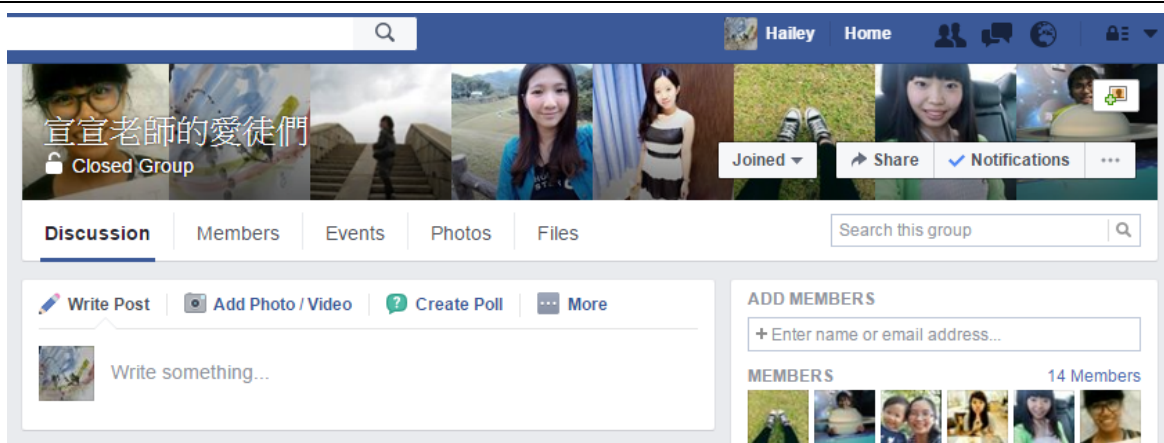 Hailey Home
宣宣老師的愛徒們
Closed Group
Joined Share Notifications
Discussion Members Events Photos Files
Search this group
Write Post Add Photo / Video Create Poll More
Write something...
ADD MEMBERS
+ Enter name or email address...
MEMBERS 14 Members